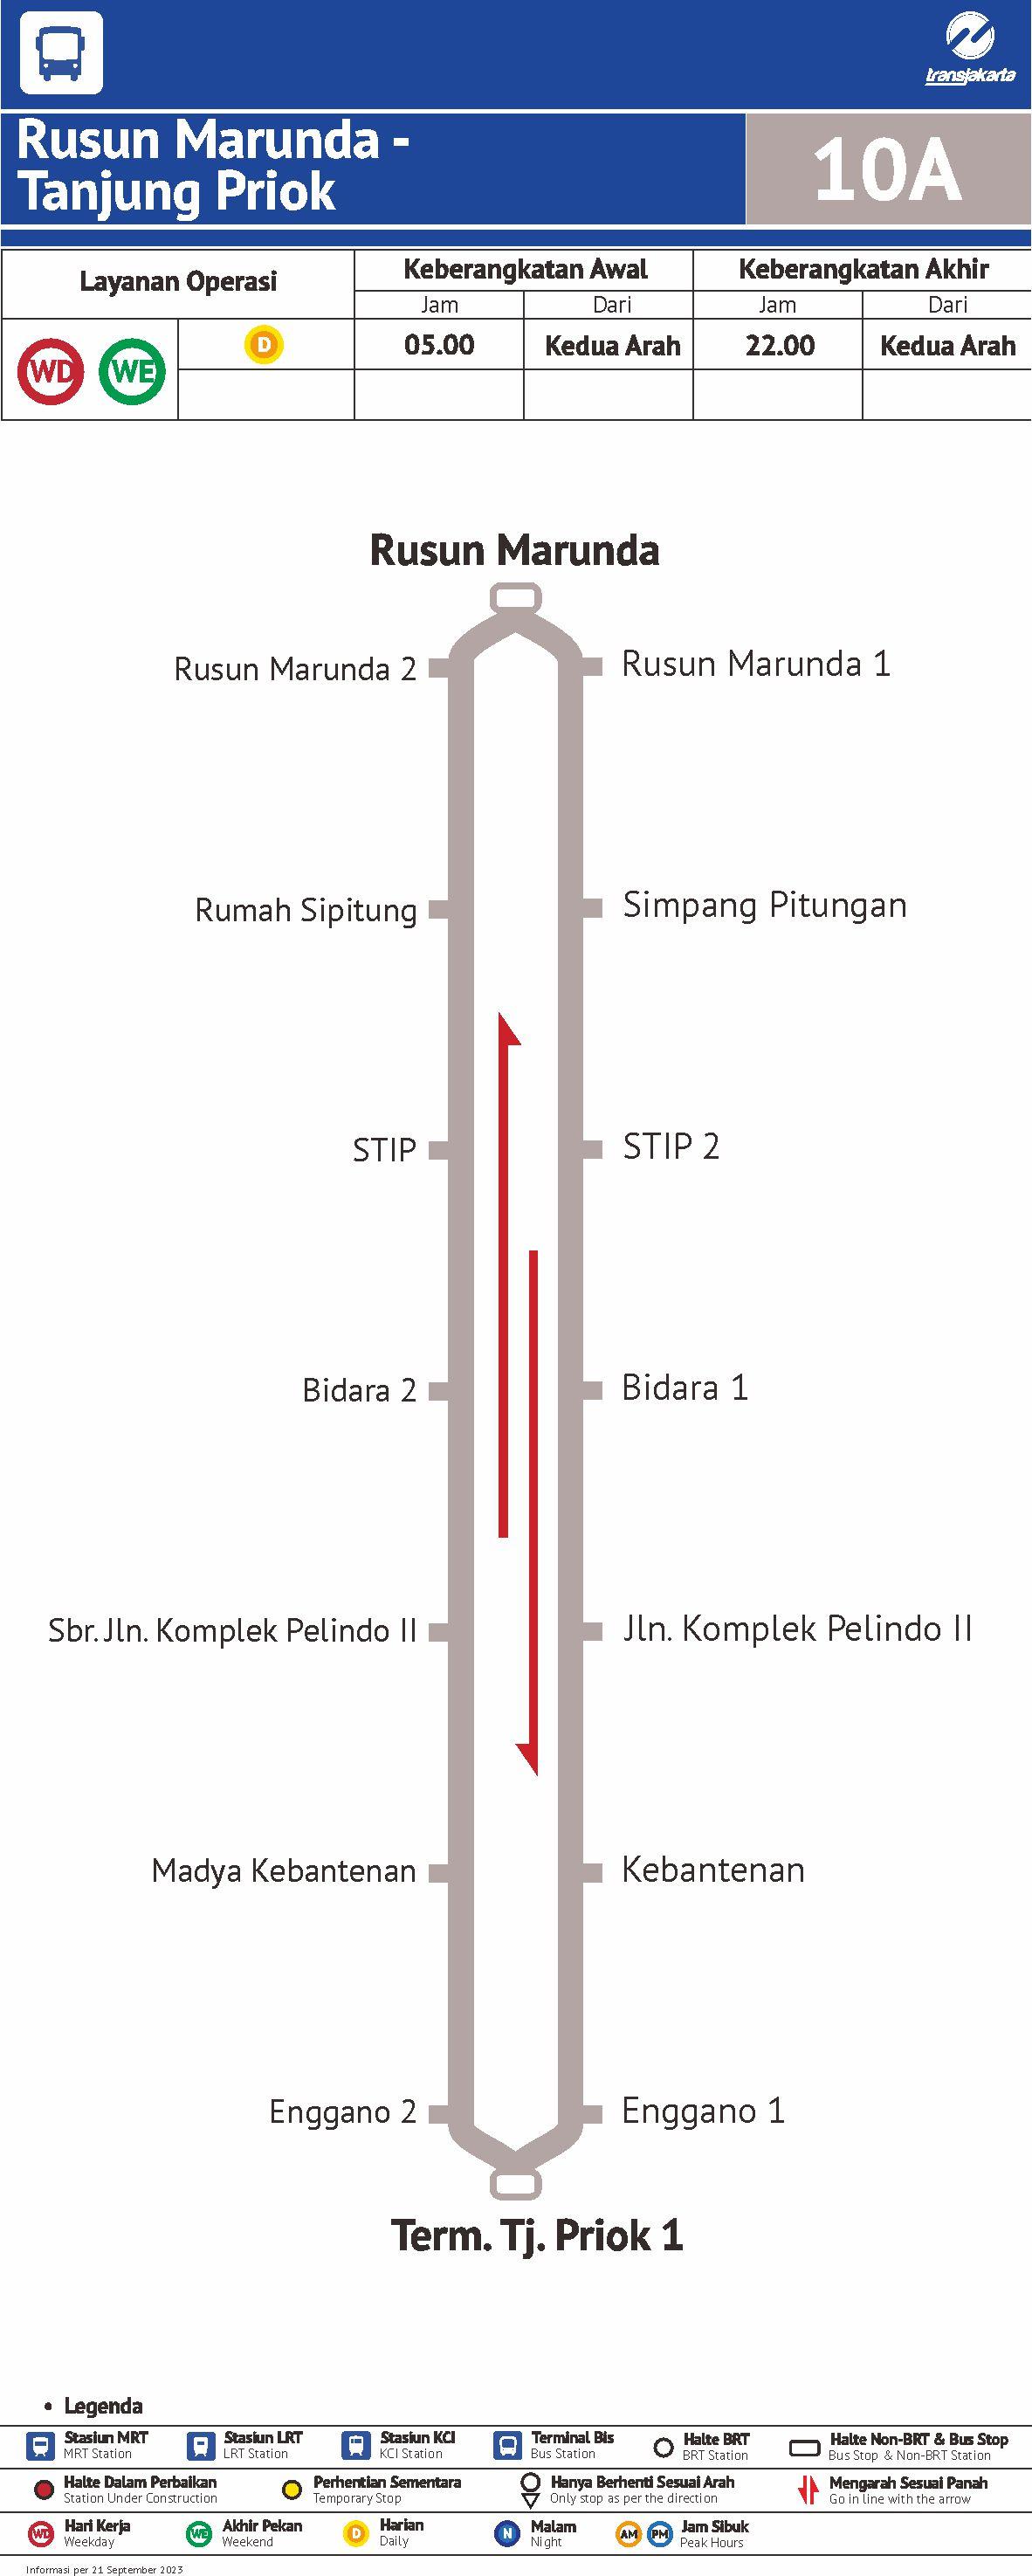 transjakarta
Rusun Marunda -
Tanjung Priok
10A
Layanan Operasi
Keberangkatan Awal
Keberangkatan Akhir
Jam
Dari
Jam
Dari
WD
WE
D
05.00
Kedua Arah
22.00
Kedua Arah
Rusun Marunda
Rusun Marunda 2
Rusun Marunda 1
Rumah Sipitung
Simpang Pitungan
STIP
STIP 2
Bidara 2
Bidara 1
Sbr. Jln. Komplek Pelindo II
Jln. Komplek Pelindo II
Madya Kebantenan
Kebantenan
Enggano 2
Enggano 1
Term. Tj. Priok 1
• Legenda
Stasiun MRT
MRT Station
Stasiun LRT
LRT Station
Stasiun KCI
KCI Station
Terminal Bis
Bus Station
Halte BRT
BRT Station
Halte Non-BRT & Bus Stop
Bus Stop & Non-BRT Station
Halte Dalam Perbaikan
Station Under Construction
Perhentian Sementara
Temporary Stop
Hanya Berhenti Sesuai Arah
Only stop as per the direction
Mengarah Sesuai Panah
Go in line with the arrow
WD
Hari Kerja
Weekday
WE
Akhir Pekan
Weekend
D
Harian
Daily
N
Malam
Night
AM
PM
Jam Sibuk
Peak Hours
Informasi per 21 September 2023